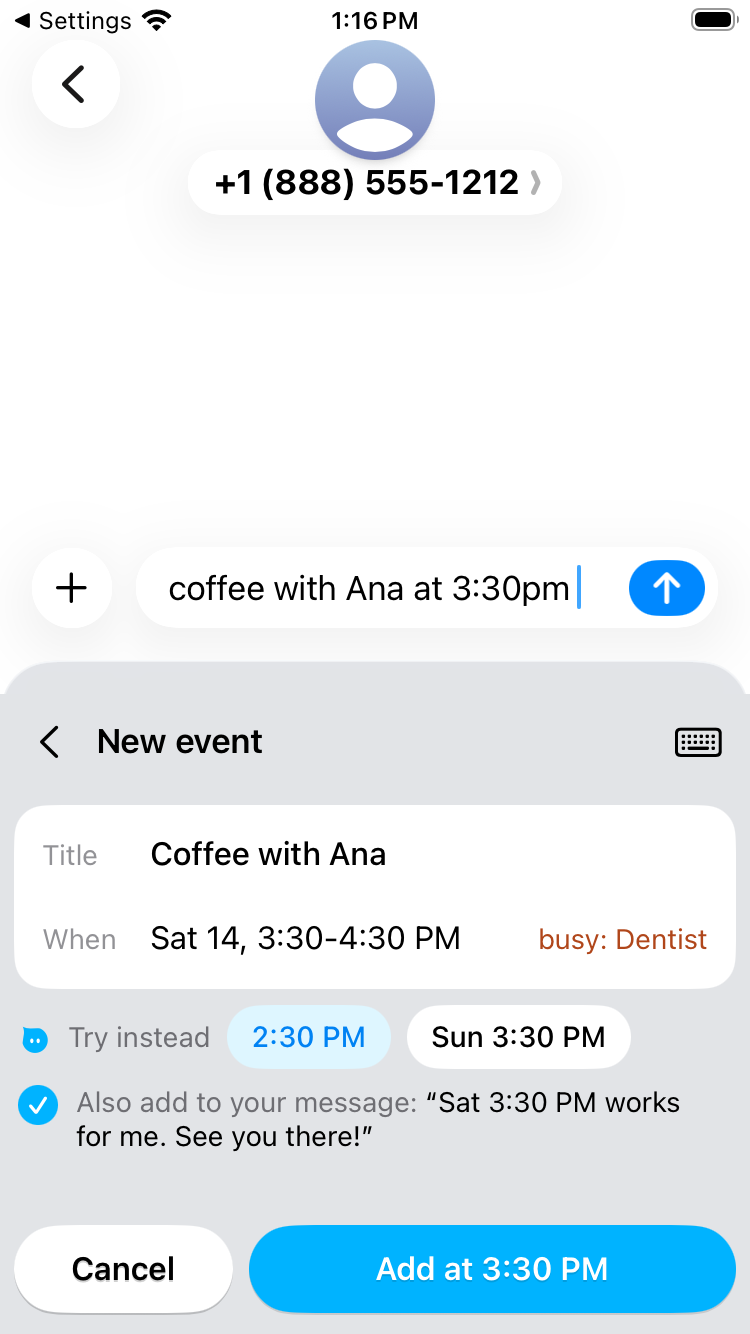 Settings
1:16 PM
+1 (888) 555-1212
coffee with Ana at 3:30pm
New event
Title Coffee with Ana
When Sat 14, 3:30-4:30 PM busy: Dentist
Try instead 2:30 PM Sun 3:30 PM
Also add to your message: “Sat 3:30 PM works
for me. See you there!”
Cancel Add at 3:30 PM